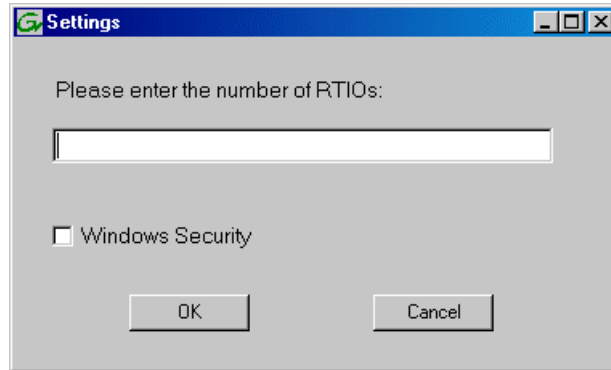 Settings
Please enter the number of RTIOs:
Windows Security
OK Cancel